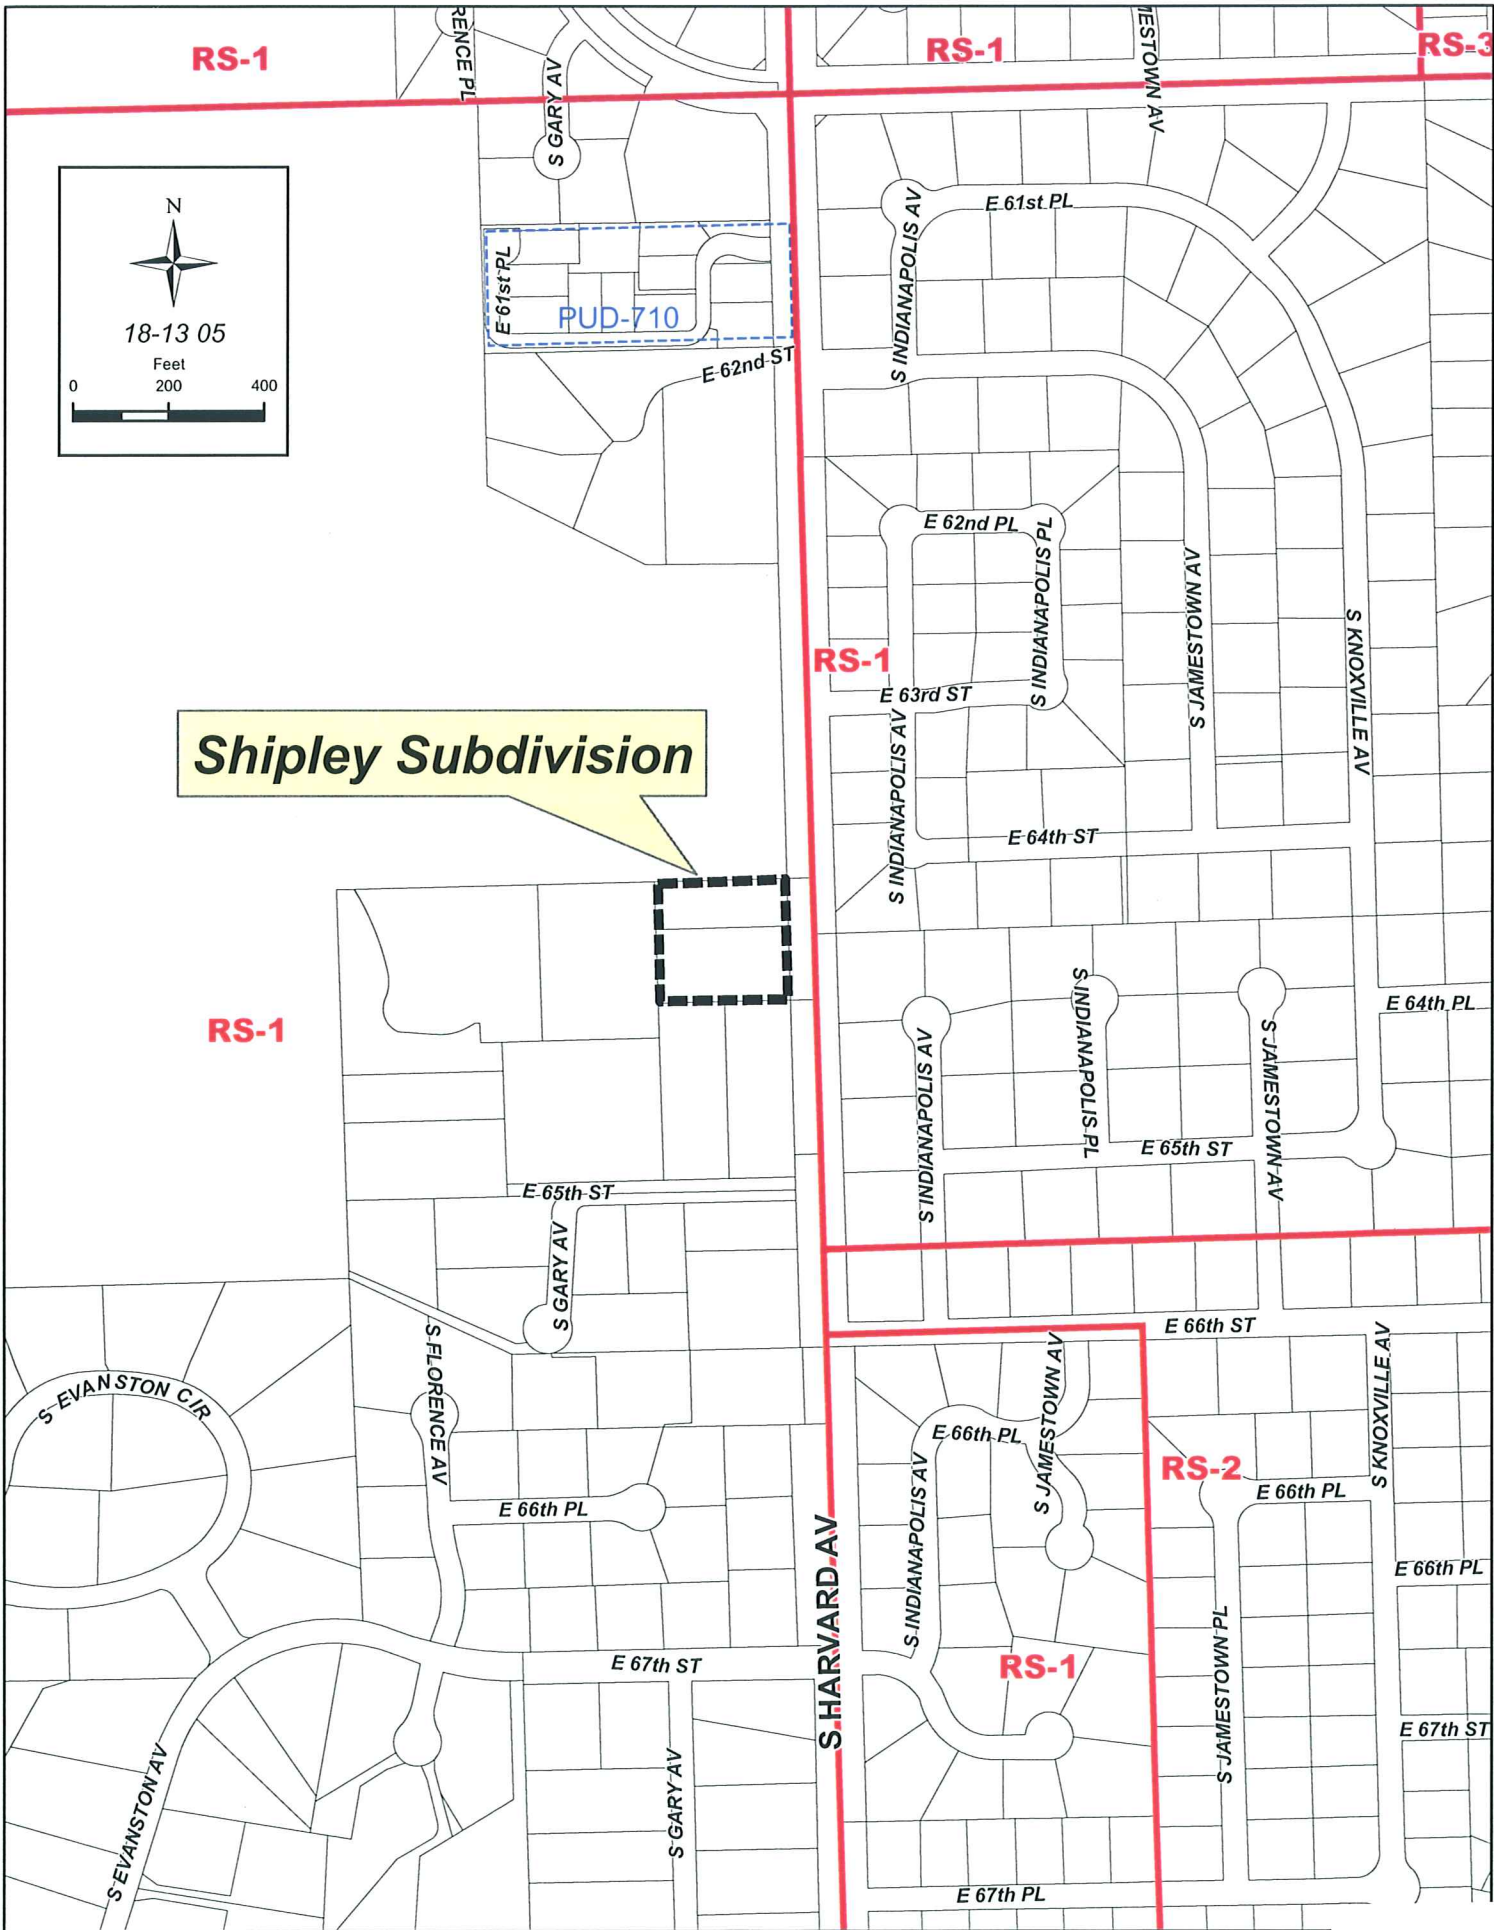 RS-1
RS-1
RS-3
RENCE PL
S GARY AV
MESTOWN AV
N
18-13 05
Feet
0 200 400
E 61st PL
PUD-710
E 62nd ST
S INDIANAPOLIS AV
E 61st PL
E 62nd PL
S INDIANAPOLIS PL
S JAMESTOWN AV
S KNOXVILLE AV
RS-1
E 63rd ST
S INDIANAPOLIS AV
E 64th ST
Shipley Subdivision
RS-1
S INDIANAPOLIS AV
S INDIANAPOLIS PL
S JAMESTOWN AV
E 64th PL
E 65th ST
E 65th ST
S GARY AV
S FLORENCE AV
S EVANSTON CIR
E 66th ST
S JAMESTOWN AV
S KNOXVILLE AV
E 66th PL
S INDIANAPOLIS AV
RS-2
E 66th PL
E 66th PL
E 66th PL
S HARVARD AV
S JAMESTOWN PL
E 67th ST
RS-1
E 67th ST
S EVANSTON AV
S GARY AV
E 67th PL